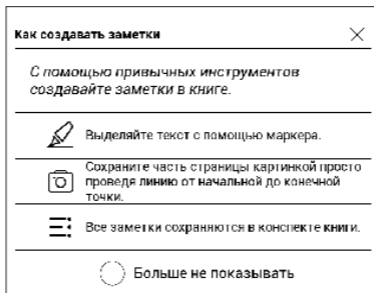 Как создавать заметки
С помощью привычных инструментов
создавайте заметки в книге.
Выделяйте текст с помощью маркера.
Сохраните часть страницы картинкой просто
проведя линию от начальной до конечной
точки.
Все заметки сохраняются в конспекте книги.
Больше не показывать